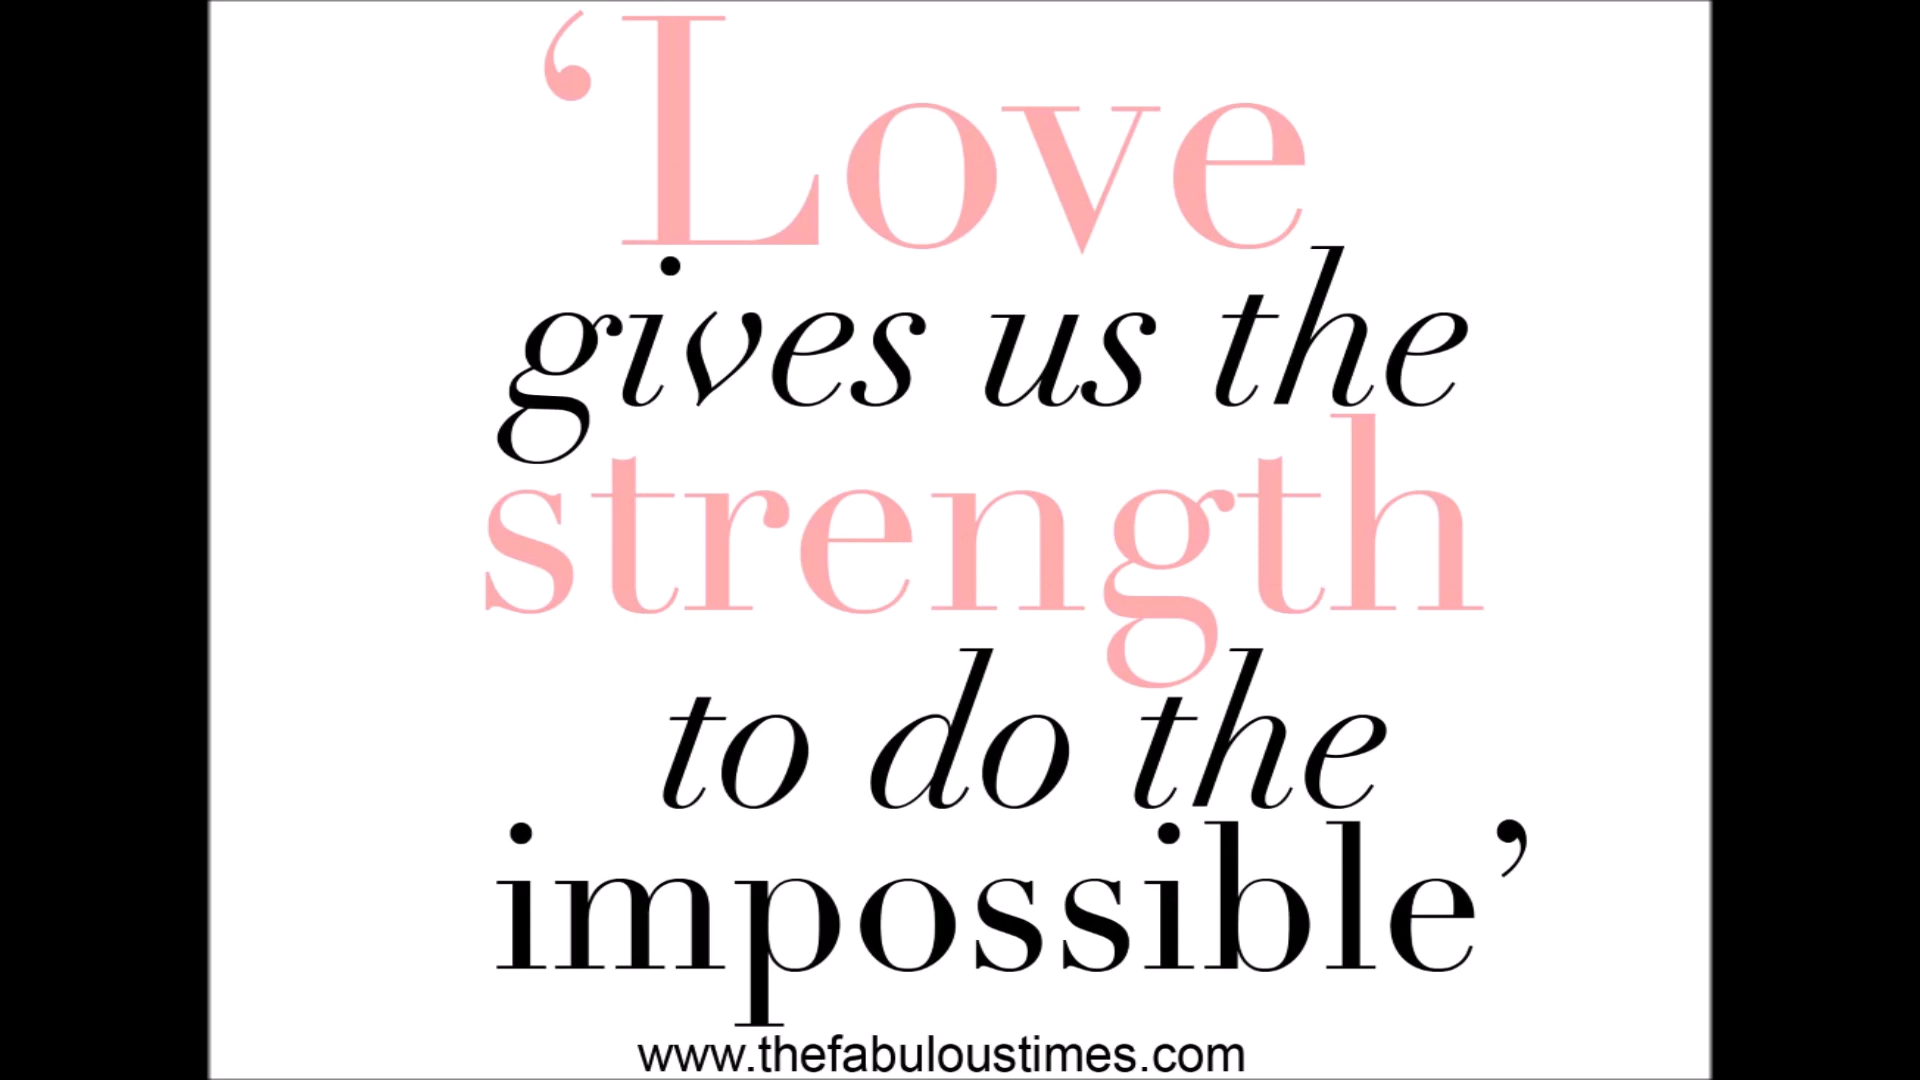 ‘Love
gives us the
strength
to do the
impossible’
www.thefabuloustimes.com